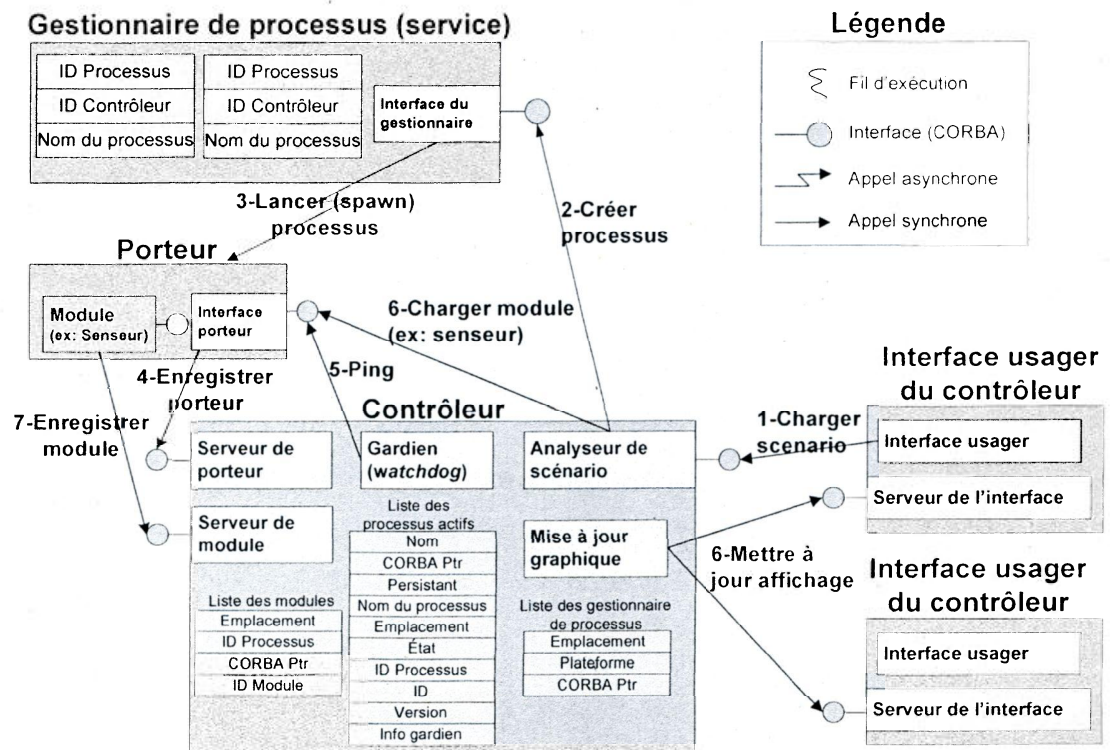 Gestionnaire de processus (service)
ID Processus
ID Contrôleur
Nom du processus
ID Processus
ID Contrôleur
Nom du processus
Interface du
gestionnaire
Légende
Fil d'exécution
Interface (CORBA)
Appel asynchrone
Appel synchrone
3-Lancer (spawn)
processus
2-Créer
processus
Porteur
Module
(ex: Senseur)
Interface
porteur
6-Charger module
(ex: senseur)
4-Enregistrer
porteur
5-Ping
7-Enregistrer
module
Contrôleur
Serveur de
porteur
Gardien
(watchdog)
Analyseur de
scénario
1-Charger
scenario
Interface usager
du contrôleur
Interface usager
Serveur de l'interface
Serveur de
module
Liste des
processus actifs
Nom
CORBA Ptr
Persistant
Nom du processus
Emplacement
État
ID Processus
ID
Version
Info gardien
Mise à jour
graphique
6-Mettre à
jour affichage
Liste des modules
Emplacement
ID Processus
CORBA Ptr
ID Module
Liste des gestionnaire
de processus
Emplacement
Plateforme
CORBA Ptr
Interface usager
du contrôleur
Interface usager
Serveur de l'interface